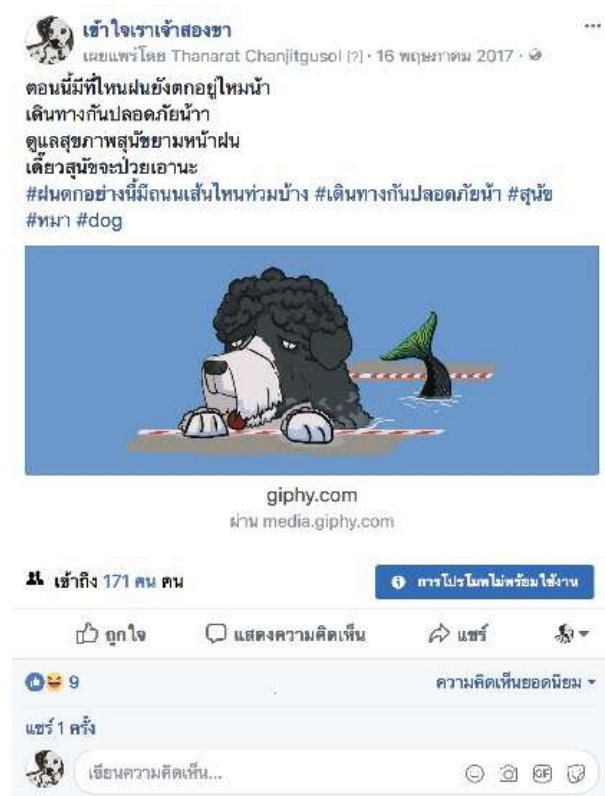 เข้าใจเราเจ้าสองขา
เผยแพร่โดย Thanarat Chanjitgusol [?] · 16 พฤษภาคม 2017 ·
ตอนนี้มีที่ไหนฝนยังตกอยู่ไหมน้า
เดินทางกันปลอดภัยน้าา
ดูแลสุขภาพสุนัขยามหน้าฝน
เดี๋ยวสุนัขจะป่วยเอานะ
#ฝนตกอย่างนี้มีถนนเส้นไหนท่วมบ้าง #เดินทางกันปลอดภัยน้า #สุนัข
#หมา #dog
giphy.com
ผ่าน media.giphy.com
เข้าถึง 171 คน คน
การโปรโมทไม่พร้อมใช้งาน
ถูกใจ แสดงความคิดเห็น แชร์
9 ความคิดเห็นยอดนิยม
แชร์ 1 ครั้ง
เขียนความคิดเห็น...
GIF